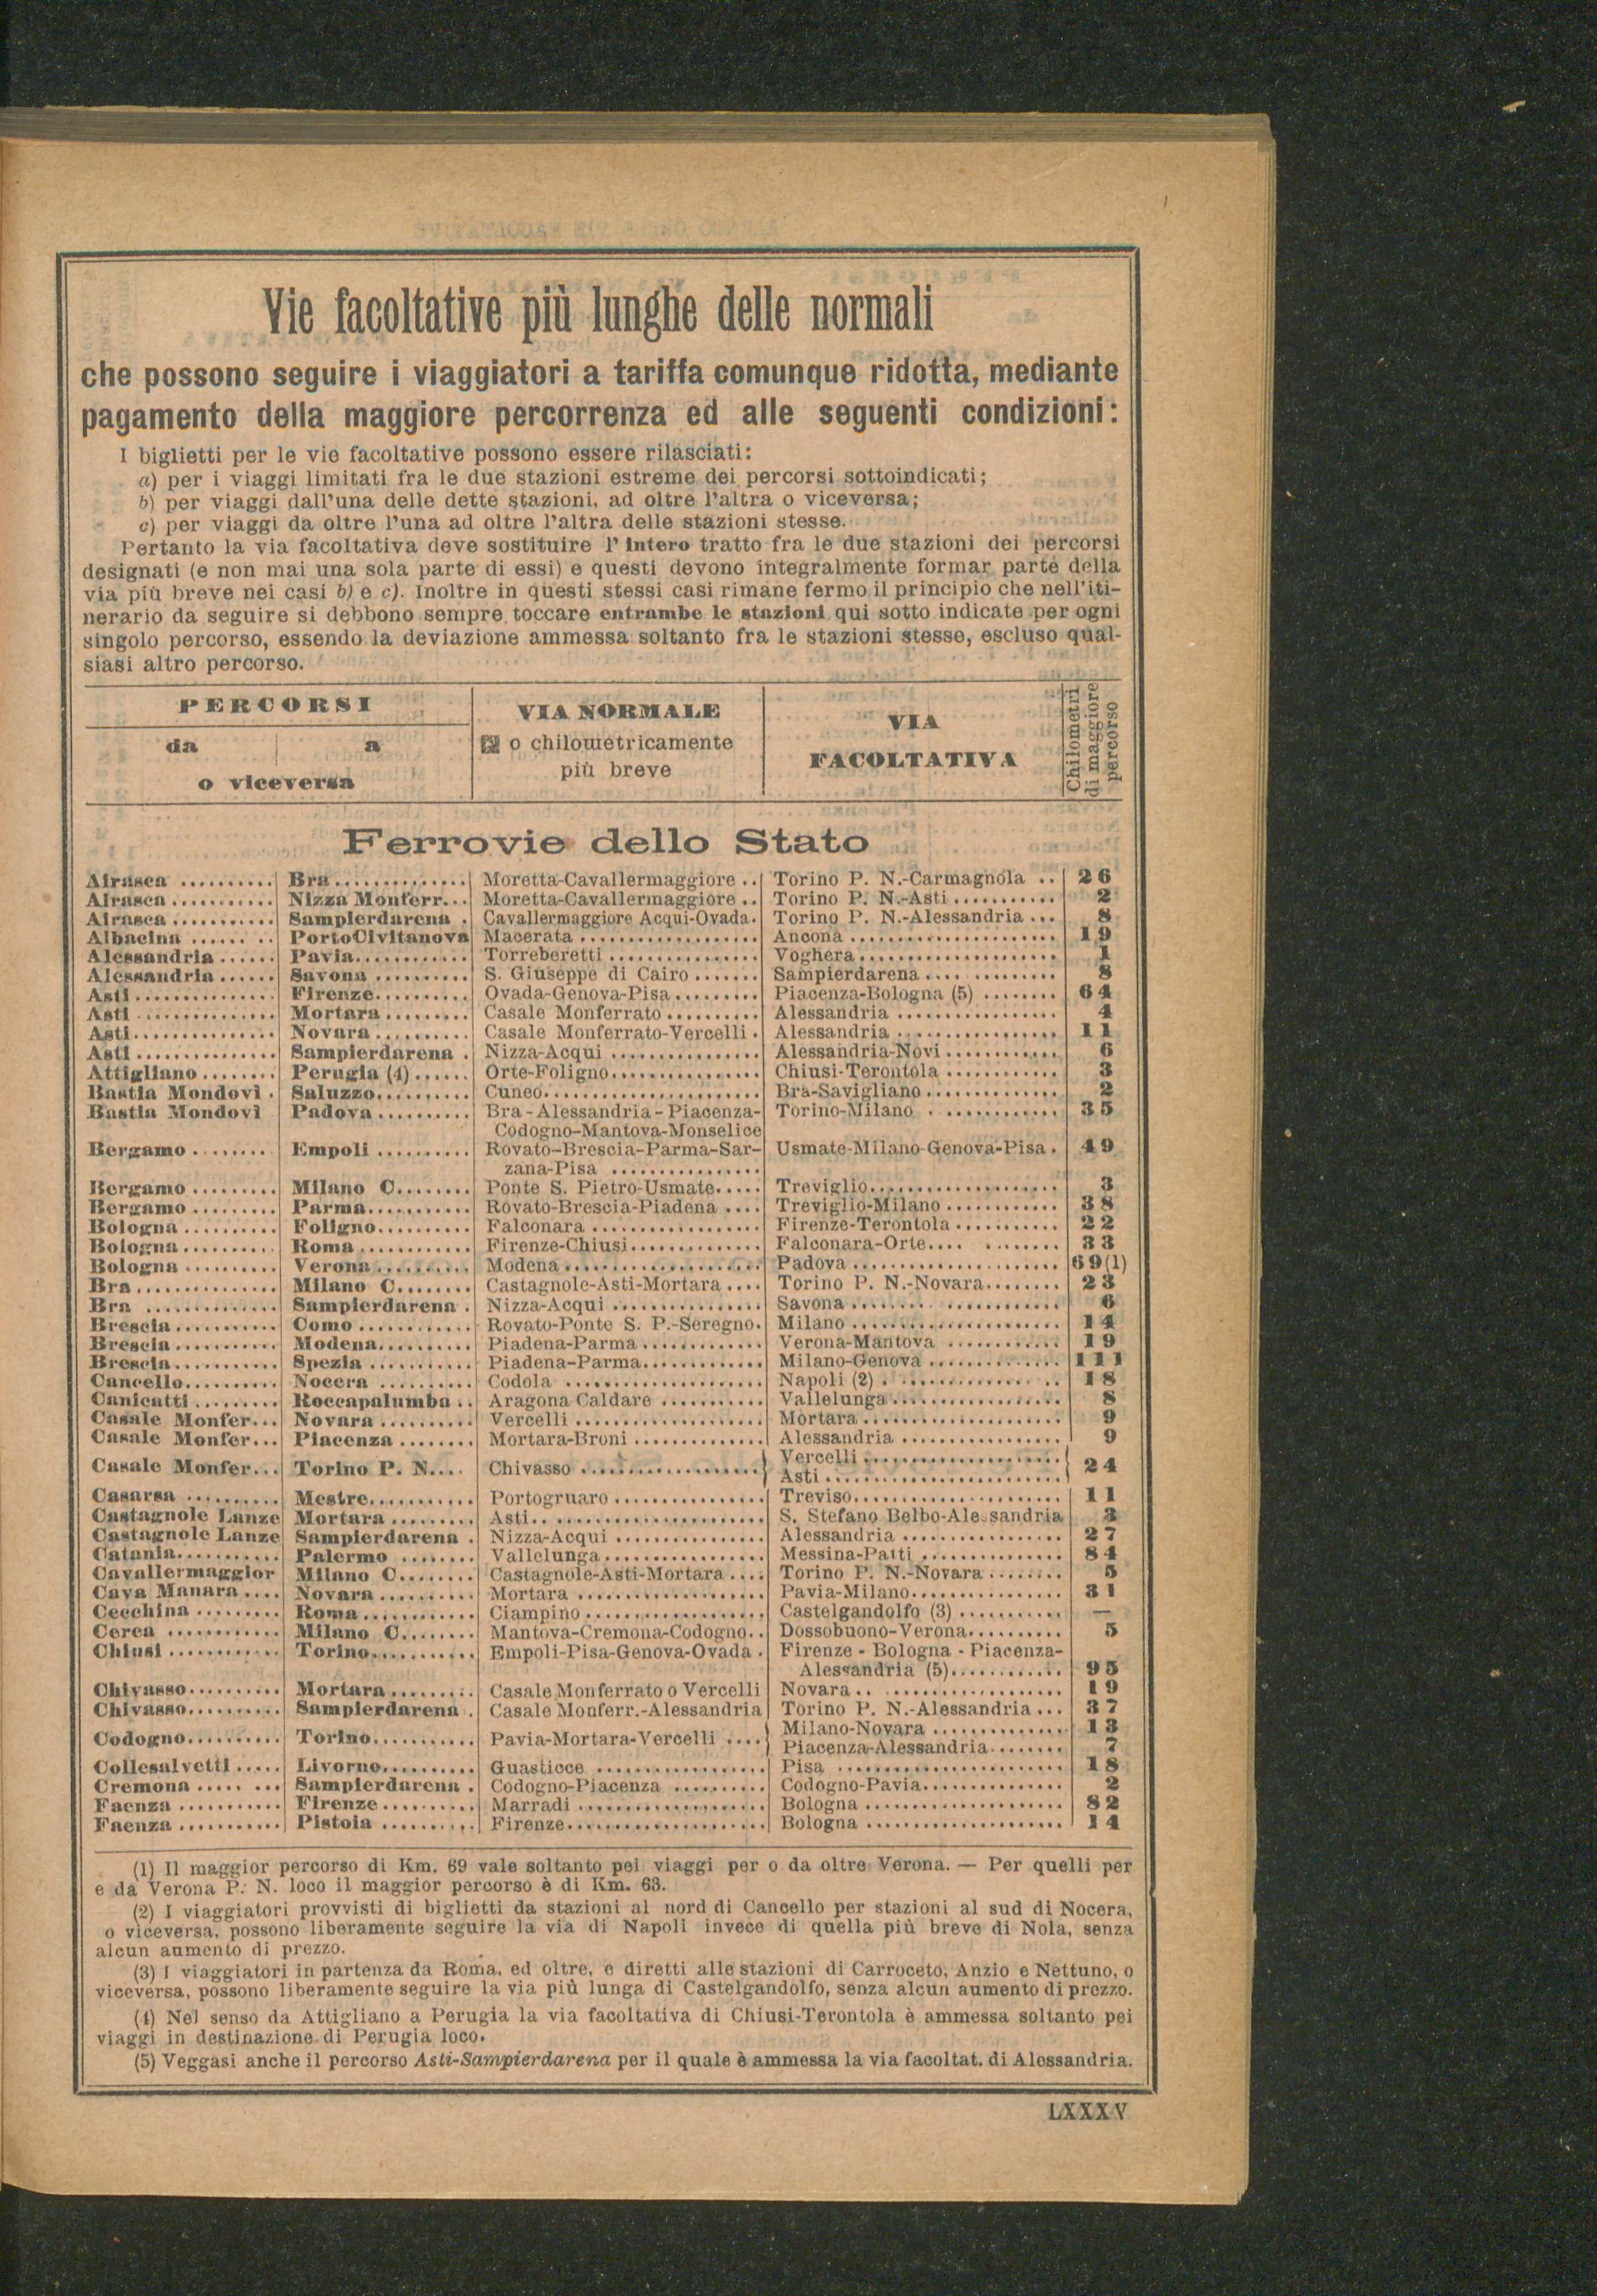 Vie facoltative più lunghe delle normali
che possono seguire i viaggiatori a tariffa comunque ridotta, mediante
pagamento della maggiore percorrenza ed alle seguenti condizioni:
I biglietti per le vie facoltative possono essere rilasciati:
a) per i viaggi limitati fra le due stazioni estreme dei percorsi sottoindicati;
b) per viaggi dall'una delle dette stazioni, ad oltre l'altra o viceversa;
c) per viaggi da oltre l'una ad oltre l'altra delle stazioni stesse.
Pertanto la via facoltativa deve sostituire l'intero tratto fra le due stazioni dei percorsi
designati (e non mai una sola parte di essi) e questi devono integralmente formar parte della
via più breve nei casi b) e c). Inoltre in questi stessi casi rimane fermo il principio che nell'iti-
nerario da seguire si debbono sempre toccare entrambe le stazioni qui sotto indicate per ogni
singolo percorso, essendo la deviazione ammessa soltanto fra le stazioni stesse, escluso qual-
siasi altro percorso.
PERCORSI
da a
o viceversa
VIA NORMALE
o chilometricamente
più breve
VIA
FACOLTATIVA
Chilometri
di maggiore
percorso
Ferrovie dello Stato
Airasca .......... Bra .............. Moretta-Cavallermaggiore .. Torino P. N.-Carmagnola .. 26
Airasca ........... Nizza Monferr... Moretta-Cavallermaggiore .. Torino P. N.-Asti ........... 2
Airasca ........... Sampierdarena . Cavallermaggiore Acqui-Ovada. Torino P. N.-Alessandria ... 8
Albacina ...... .. PortoCivitanova Macerata .................. Ancona ..................... 19
Alessandria ...... Pavia............ Torreberetti ................ Voghera ..................... 1
Alessandria ...... Savona .......... S. Giuseppe di Cairo ....... Sampierdarena .... ......... 8
Asti ............... Firenze.......... Ovada-Genova-Pisa ......... Piacenza-Bologna (5) ........ 64
Asti ............... Mortara ......... Casale Monferrato .......... Alessandria ................. 4
Asti ............... Novara .......... Casale Monferrato-Vercelli . Alessandria ................. 11
Asti ............... Sampierdarena . Nizza-Acqui ................ Alessandria-Novi ............ 6
Attigliano ........ Perugia (4) ...... Orte-Foligno................ Chiusi-Terontola ............ 3
Bastia Mondovì . Saluzzo.......... Cuneo....................... Bra-Savigliano .............. 2
Bastia Mondovì Padova .......... Bra - Alessandria - Piacenza- Torino-Milano . ............ 35
Codogno-Mantova-Monselice
Bergamo ........ Empoli .......... Rovato-Brescia-Parma-Sar- Usmate-Milano-Genova-Pisa . 49
zana-Pisa ................
Bergamo ......... Milano C........ Ponte S. Pietro-Usmate..... Treviglio.................... 3
Bergamo ......... Parma........... Rovato-Brescia-Piadena .... Treviglio-Milano ............ 38
Bologna .......... Foligno.......... Falconara .................. Firenze-Terontola ........... 22
Bologna .......... Roma ............ Firenze-Chiusi.............. Falconara-Orte.... ........ 33
Bologna .......... Verona .......... Modena ..................... Padova ...................... 69(1)
Bra ............... Milano C........ Castagnole-Asti-Mortara .... Torino P. N.-Novara........ 23
Bra .............. Sampierdarena . Nizza-Acqui ................ Savona ........ ............ 6
Brescia ........... Como ............ Rovato-Ponte S. P.-Seregno. Milano ...................... 14
Brescia ........... Modena.......... Piadena-Parma ............. Verona-Mantova ............ 19
Brescia ........... Spezia ........... Piadena-Parma............. Milano-Genova .............. 111
Cancello.......... Nocera .......... Codola ..................... Napoli (2) . .............. .. 18
Canicatti ......... Roccapalumba .. Aragona Caldare ........... Vallelunga .................. 8
Casale Monfer... Novara .......... Vercelli .................... Mortara ..................... 9
Casale Monfer... Piacenza ........ Mortara-Broni .............. Alessandria ................. 9
Casale Monfer... Torino P. N.... Chivasso ................... Vercelli ..................... 24
Asti .........................
Casarsa .......... Mestre........... Portogruaro ................ Treviso...................... 11
Castagnole Lanze Mortara ......... Asti.. ...................... S. Stefano Belbo-Alessandria 3
Castagnole Lanze Sampierdarena . Nizza-Acqui ............... Alessandria ................. 27
Catania........... Palermo ........ Vallelunga................. Messina-Patti ............... 84
Cavallermaggior Milano C........ Castagnole-Asti-Mortara .... Torino P. N.-Novara ........ 5
Cava Manara .... Novara .......... Mortara .................... Pavia-Milano................ 31
Cecchina ......... Roma............ Ciampino ................... Castelgandolfo (3) ........... —
Cerea ............ Milano C........ Mantova-Cremona-Codogno.. Dossobuono-Verona.......... 5
Chiusi ............ Torino........... Empoli-Pisa-Genova-Ovada . Firenze - Bologna - Piacenza-
Alessandria (5)............ 95
Chivasso.......... Mortara ......... Casale Monferrato o Vercelli Novara .. .................. 19
Chivasso.......... Sampierdarena . Casale Monferr.-Alessandria Torino P. N.-Alessandria ... 37
Codogno.......... Torino........... Pavia-Mortara-Vercelli .... Milano-Novara .............. 13
Piacenza-Alessandria........ 7
Collesalvetti ..... Livorno.......... Guasticce .................. Pisa ........................ 18
Cremona ..... ... Sampierdarena . Codogno-Piacenza .......... Codogno-Pavia............... 2
Faenza ........... Firenze .......... Marradi .................... Bologna ..................... 82
Faenza ........... Pistoia .......... Firenze..................... Bologna ..................... 14
(1) Il maggior percorso di Km. 69 vale soltanto pei viaggi per o da oltre Verona. — Per quelli per
e da Verona P. N. loco il maggior percorso è di Km. 63.
(2) I viaggiatori provvisti di biglietti da stazioni al nord di Cancello per stazioni al sud di Nocera,
o viceversa, possono liberamente seguire la via di Napoli invece di quella più breve di Nola, senza
alcun aumento di prezzo.
(3) I viaggiatori in partenza da Roma, ed oltre, e diretti alle stazioni di Carroceto, Anzio e Nettuno, o
viceversa, possono liberamente seguire la via più lunga di Castelgandolfo, senza alcun aumento di prezzo.
(4) Nel senso da Attigliano a Perugia la via facoltativa di Chiusi-Terontola è ammessa soltanto pei
viaggi in destinazione di Perugia loco.
(5) Veggasi anche il percorso Asti-Sampierdarena per il quale è ammessa la via facoltat. di Alessandria.
LXXXV